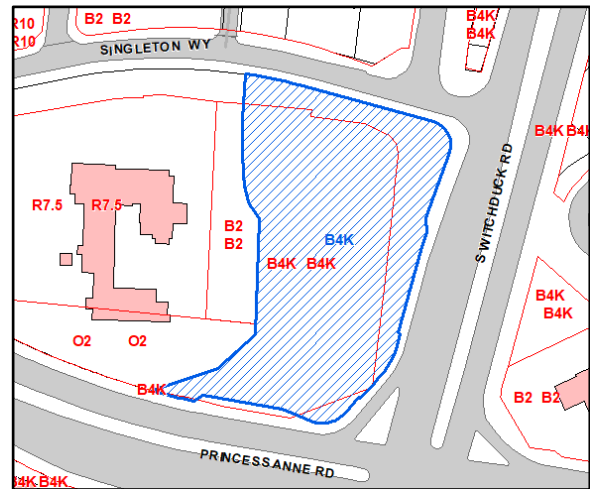 R10
R10
B2 B2
SINGLETON WY
B4K
B4K
B4K B4K
S WITCHDUCK RD
R7.5 R7.5
B2
B2
B4K
B4K B4K
B4K
B4K
O2 O2
B4K
B2 B2
PRINCESS ANNE RD
B4K B4K